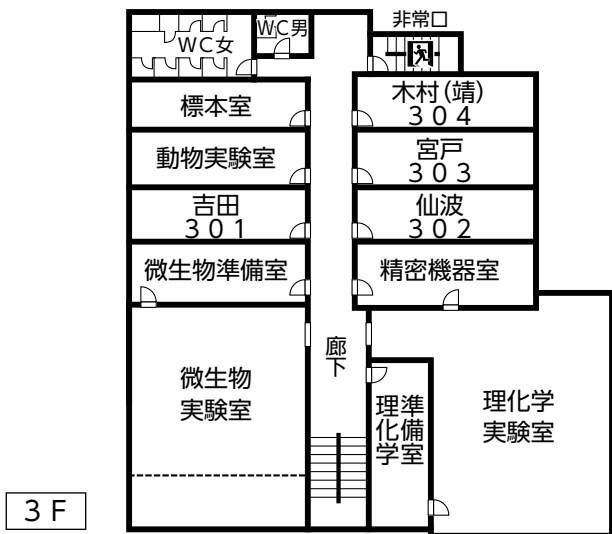 非常口
WC女
WC男
標本室
木村(靖)
３０４
動物実験室
宮戸
３０３
吉田
３０１
仙波
３０２
微生物準備室
精密機器室
廊下
微生物
実験室
理化学
準備室
理化学
実験室
３Ｆ